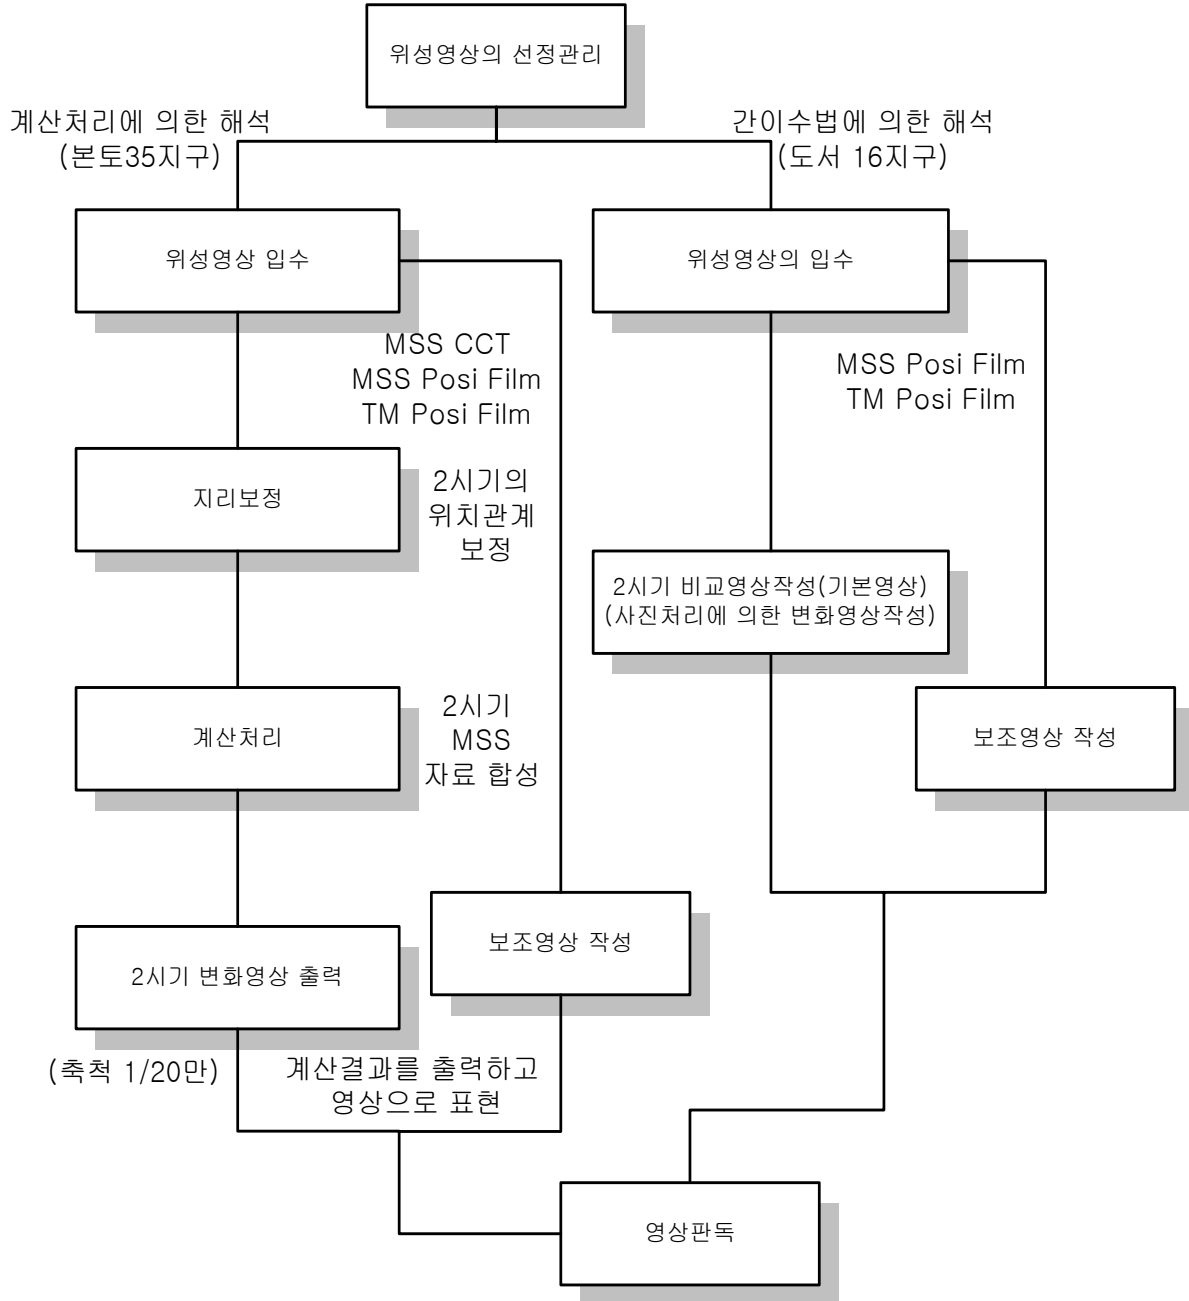 위성영상의 선정관리
계산처리에 의한 해석
(본토35지구)
간이수법에 의한 해석
(도서 16지구)
위성영상 입수
위성영상의 입수
MSS CCT
MSS Posi Film
TM Posi Film
MSS Posi Film
TM Posi Film
지리보정
2시기의
위치관계
보정
2시기 비교영상작성(기본영상)
(사진처리에 의한 변화영상작성)
계산처리
2시기
MSS
자료 합성
보조영상 작성
보조영상 작성
2시기 변화영상 출력
(축척 1/20만)
계산결과를 출력하고
영상으로 표현
영상판독